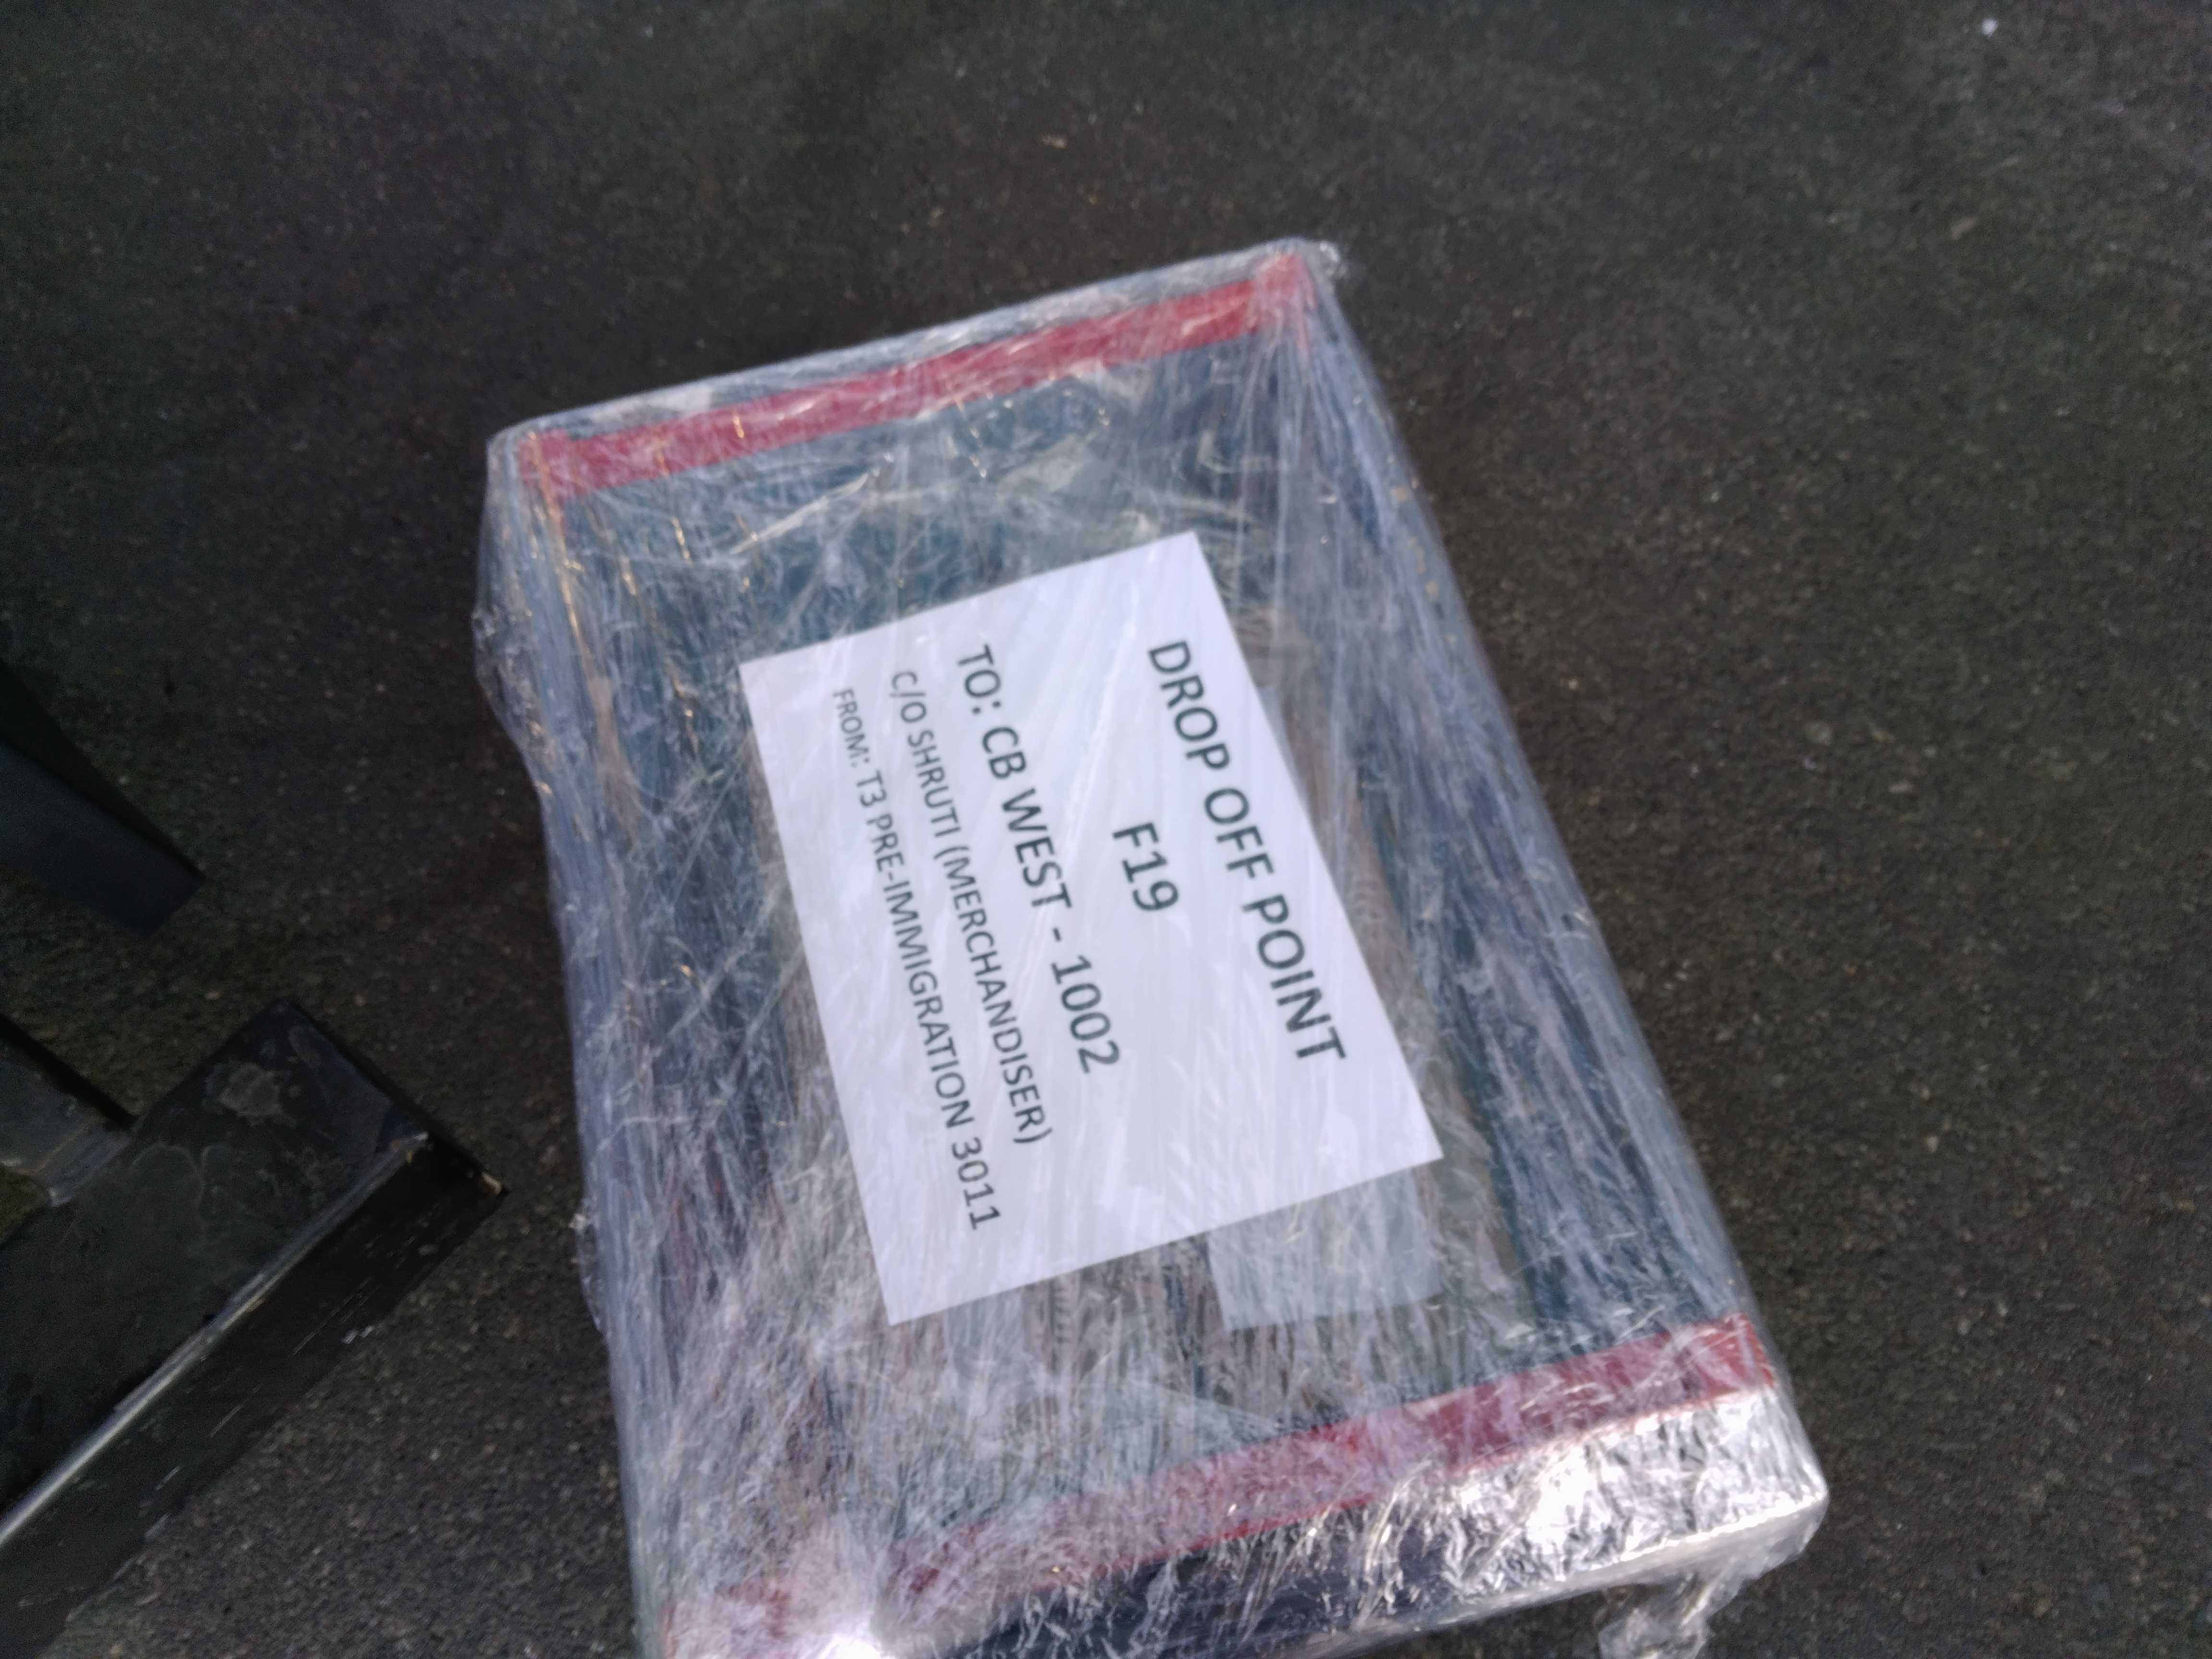 DROP OFF POINT
F19
TO: CB WEST - 1002
C/O SHRUTI (MERCHANDISER)
FROM: T3 PRE-IMMIGRATION 3011